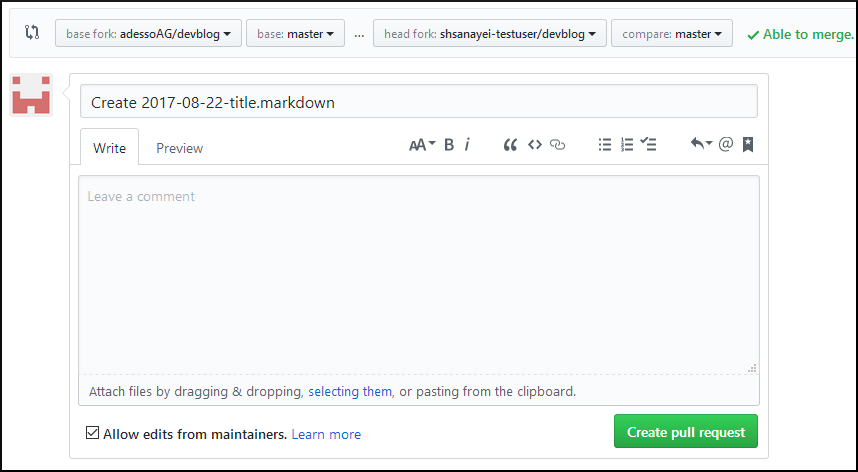 base fork: adessoAG/devblog base: master ... head fork: shsanayei-testuser/devblog compare: master Able to merge.
Create 2017-08-22-title.markdown
Write Preview AA B i
Leave a comment
Attach files by dragging & dropping, selecting them, or pasting from the clipboard.
Allow edits from maintainers. Learn more Create pull request